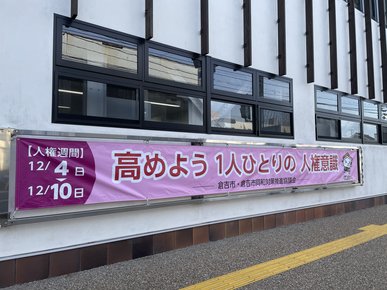 【人権週間】
12/4日
12/10日
高めよう 1人ひとりの 人権意識
倉吉市・倉吉市同和対策推進協議会